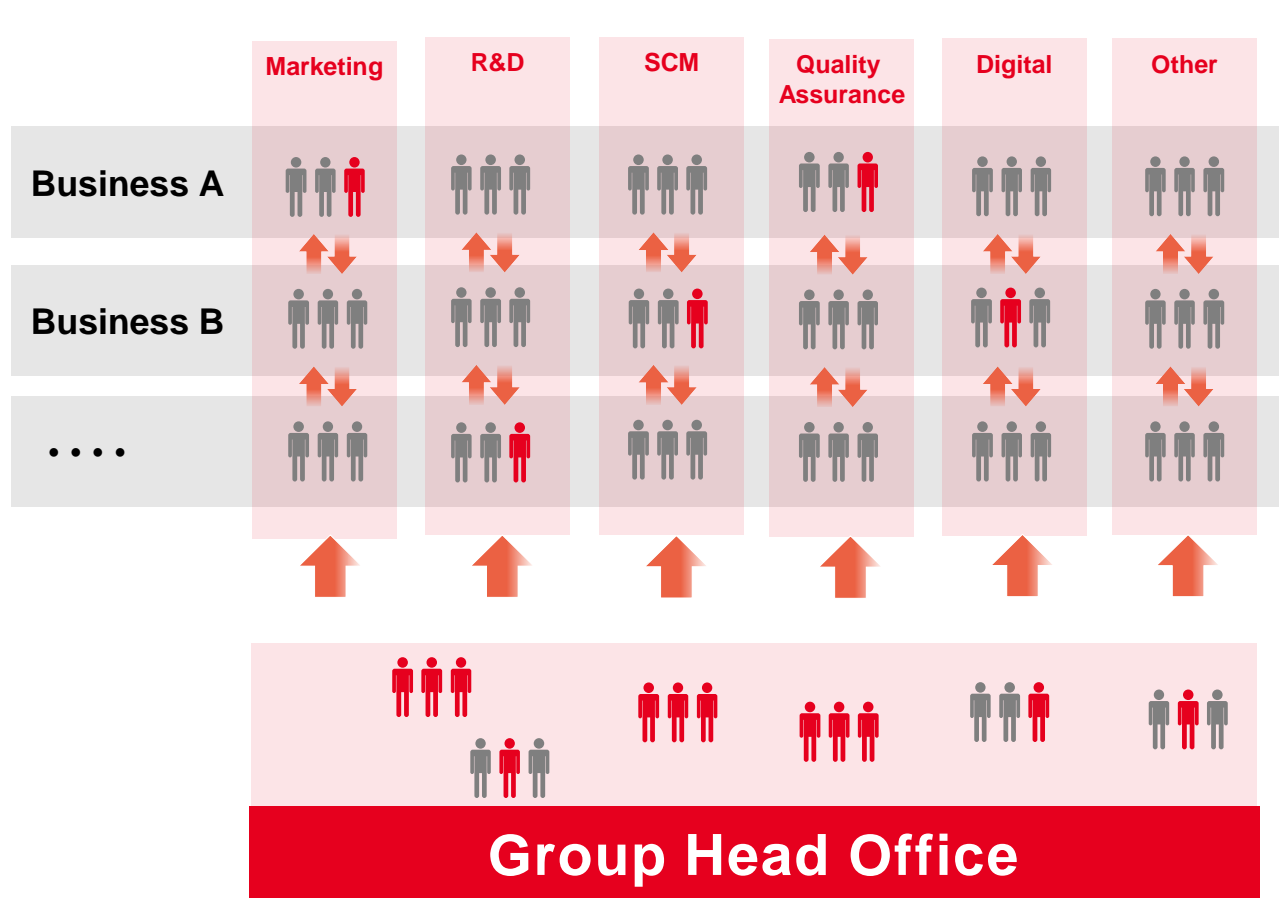 Marketing
R&D
SCM
Quality
Assurance
Digital
Other
Business A
Business B
・・・・
Group Head Office